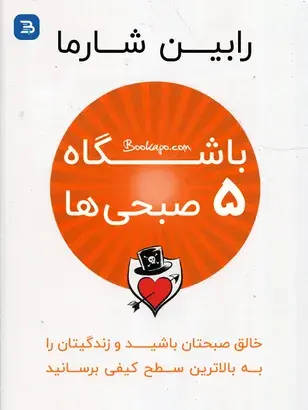 رابین شارما
باشگاه
Bookapo.com
۵ صبحی ها
خالق صبحتان باشید و زندگیتان را
به بالاترین سطح کیفی برسانید